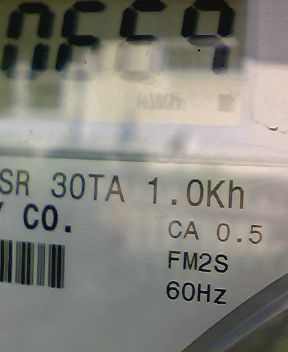 kWh
SR 30TA 1.0Kh
Y CO.
CA 0.5
FM2S
60Hz